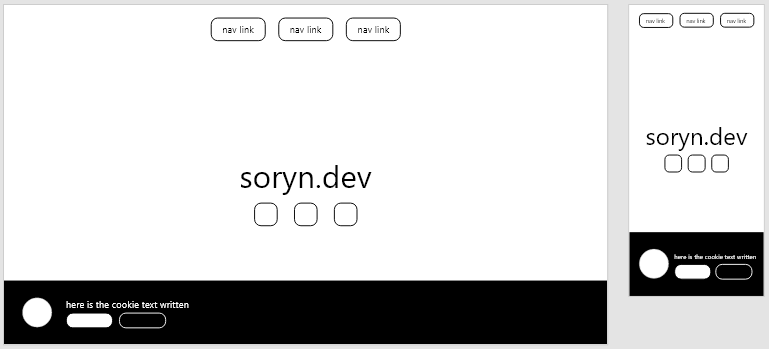 nav link nav link nav link
soryn.dev
here is the cookie text written
nav link nav link nav link
soryn.dev
here is the cookie text written